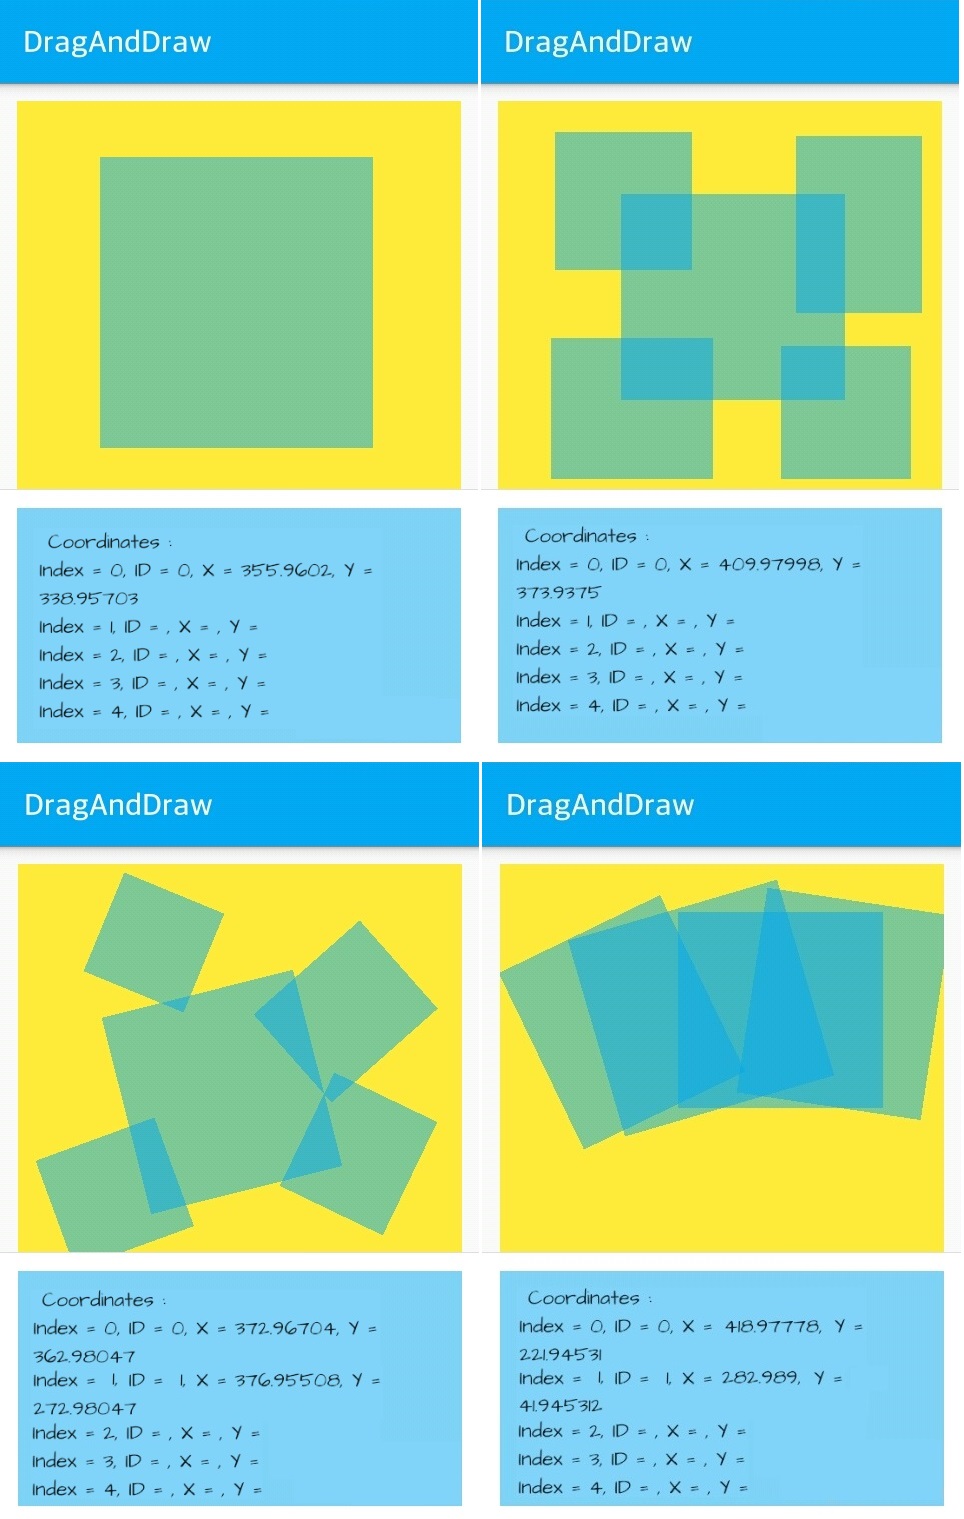 DragAndDraw
Coordinates :
Index = 0, ID = 0, X = 355.9602, Y =
338.95703
Index = 1, ID = , X = , Y =
Index = 2, ID = , X = , Y =
Index = 3, ID = , X = , Y =
Index = 4, ID = , X = , Y =
DragAndDraw
Coordinates :
Index = 0, ID = 0, X = 409.97998, Y =
373.9375
Index = 1, ID = , X = , Y =
Index = 2, ID = , X = , Y =
Index = 3, ID = , X = , Y =
Index = 4, ID = , X = , Y =
DragAndDraw
Coordinates :
Index = 0, ID = 0, X = 372.96704, Y =
362.98047
Index = 1, ID = 1, X = 376.95508, Y =
272.98047
Index = 2, ID = , X = , Y =
Index = 3, ID = , X = , Y =
Index = 4, ID = , X = , Y =
DragAndDraw
Coordinates :
Index = 0, ID = 0, X = 418.97778, Y =
221.94531
Index = 1, ID = 1, X = 282.989, Y =
41.945312
Index = 2, ID = , X = , Y =
Index = 3, ID = , X = , Y =
Index = 4, ID = , X = , Y =